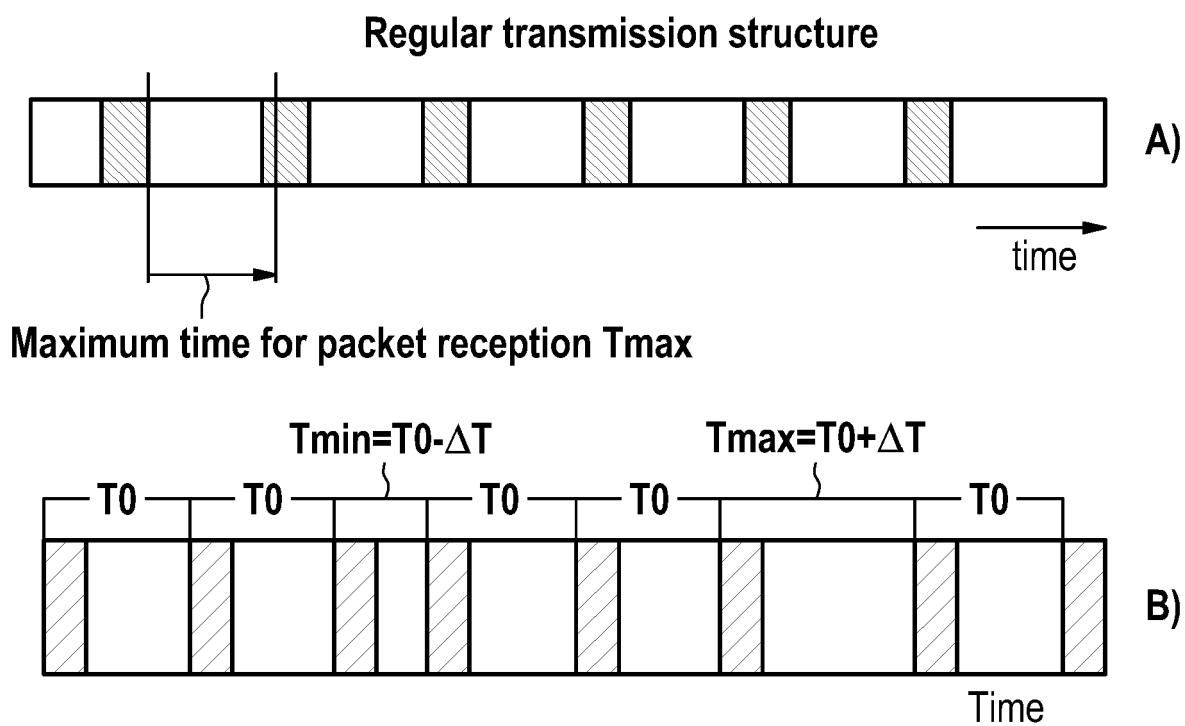 Regular transmission structure
A)
time
Maximum time for packet reception Tmax
Tmin=T0-ΔT
Tmax=T0+ΔT
T0 T0 T0 T0 T0
B)
Time